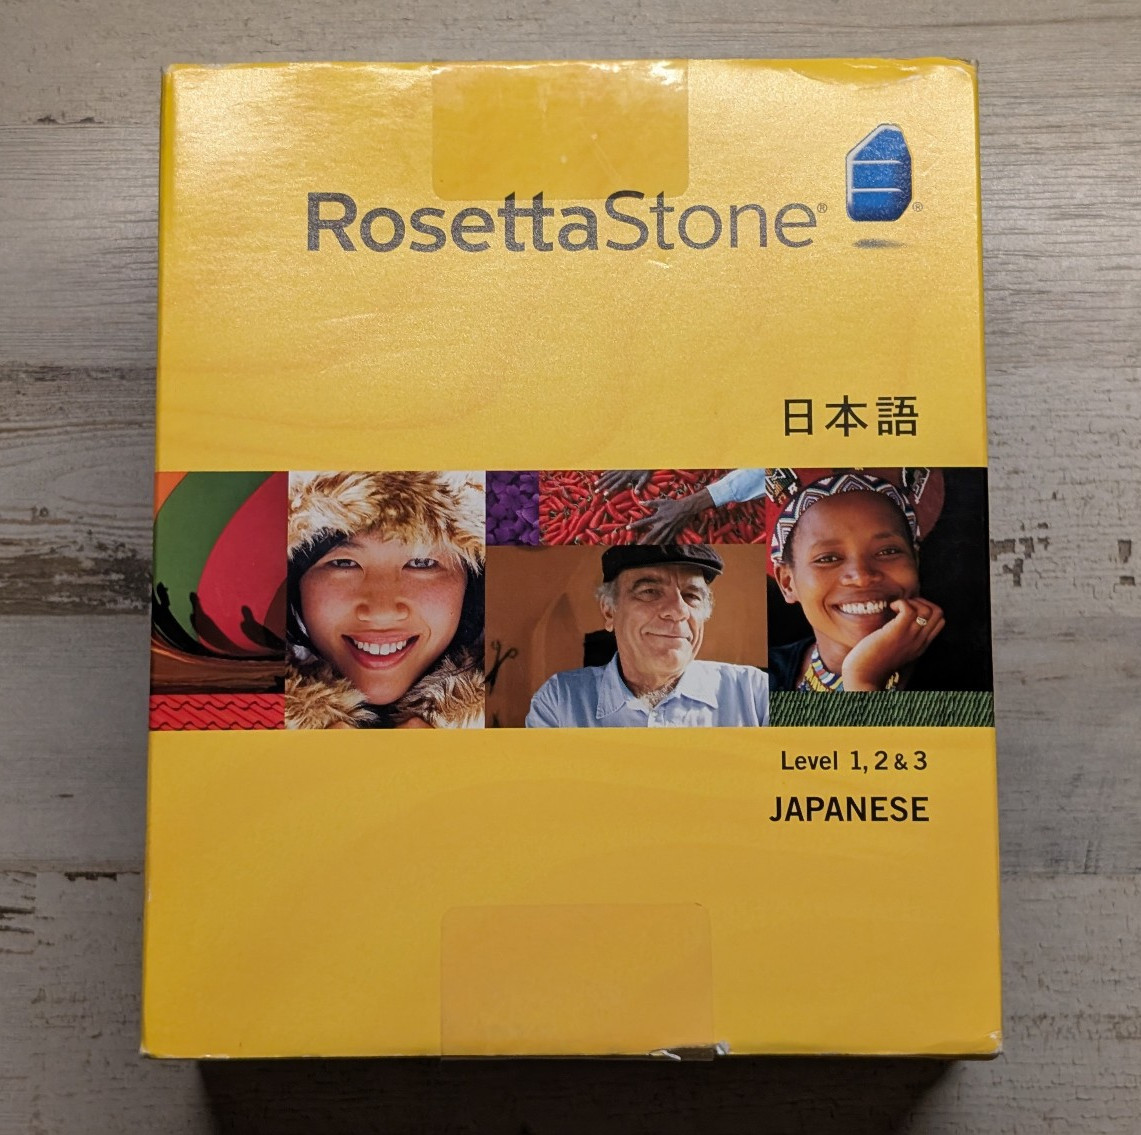 RosettaStone® ®
日本語
Level 1, 2 & 3
JAPANESE